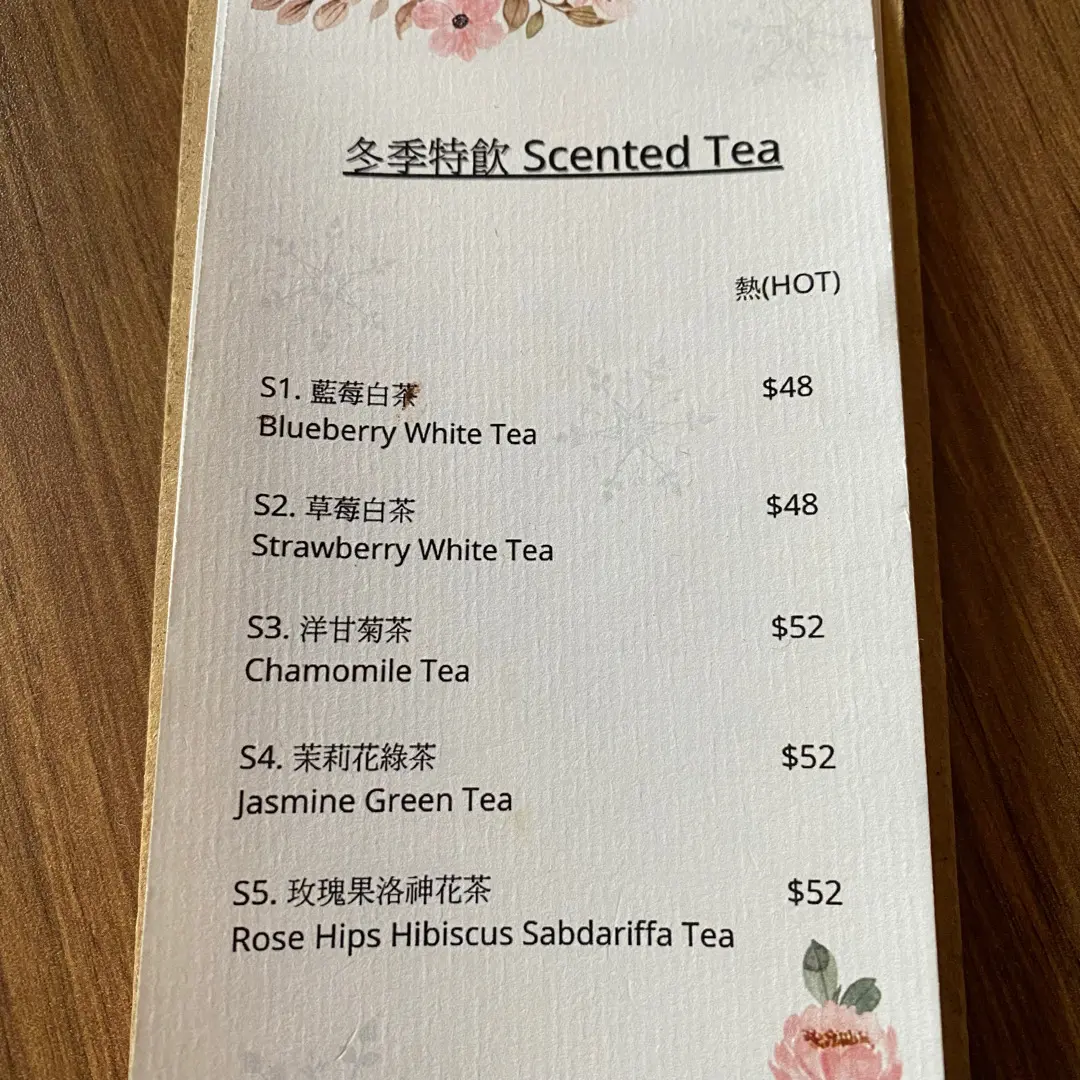 冬季特飲 Scented Tea
熱(HOT)
S1. 藍莓白茶 $48
Blueberry White Tea
S2. 草莓白茶 $48
Strawberry White Tea
S3. 洋甘菊茶 $52
Chamomile Tea
S4. 茉莉花綠茶 $52
Jasmine Green Tea
S5. 玫瑰果洛神花茶 $52
Rose Hips Hibiscus Sabdariffa Tea